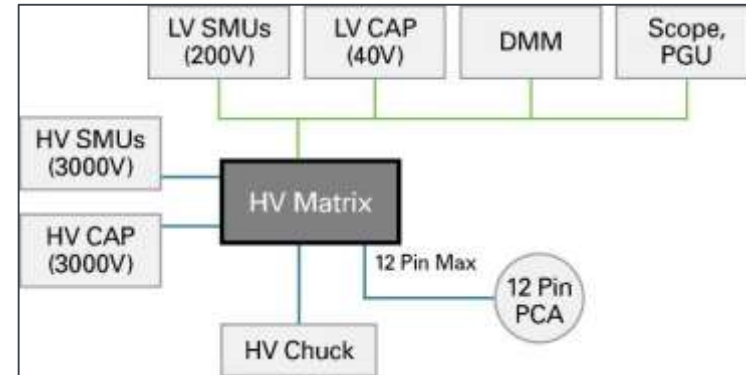 LV SMUs
(200V)
LV CAP
(40V)
DMM
Scope,
PGU
HV SMUs
(3000V)
HV Matrix
HV CAP
(3000V)
12 Pin Max
12 Pin
PCA
HV Chuck